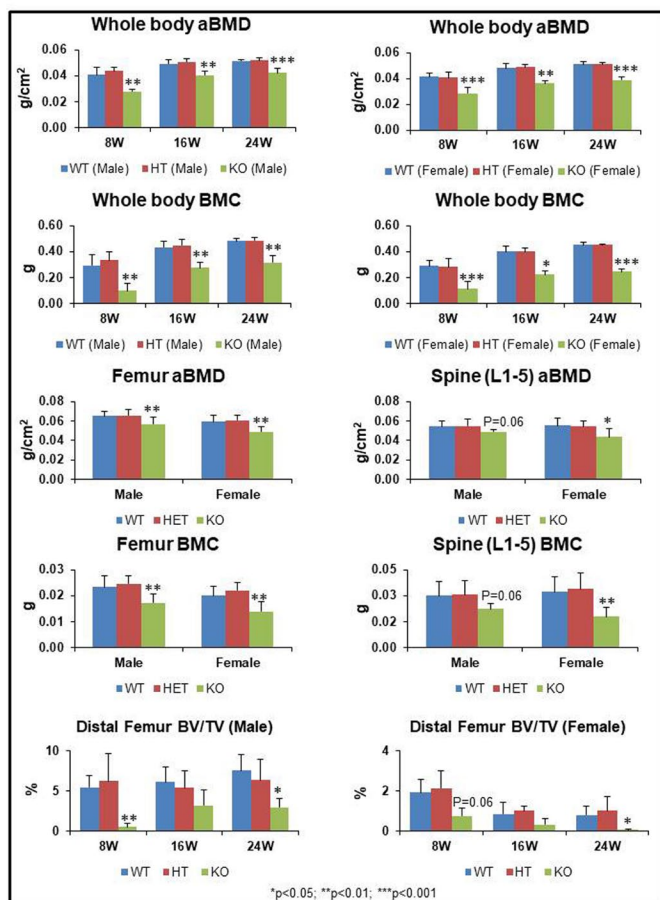 Whole body aBMD
g/cm²
0.06
0.04
0.02
0.00
**
**
***
8W 16W 24W
WT (Male) HT (Male) KO (Male)
Whole body aBMD
g/cm²
0.06
0.04
0.02
0.00
***
**
***
8W 16W 24W
WT (Female) HT (Female) KO (Female)
Whole body BMC
g
0.60
0.40
0.20
0.00
**
**
**
8W 16W 24W
WT (Male) HT (Male) KO (Male)
Whole body BMC
g
0.60
0.40
0.20
0.00
***
*
***
8W 16W 24W
WT (Female) HT (Female) KO (Female)
Femur aBMD
g/cm²
0.08
0.06
0.04
0.02
0.00
**
**
Male Female
WT HET KO
Spine (L1-5) aBMD
g/cm²
0.08
0.06
0.04
0.02
0.00
P=0.06
*
Male Female
WT HET KO
Femur BMC
g
0.03
0.02
0.01
0.00
**
**
Male Female
WT HET KO
Spine (L1-5) BMC
g
0.05
0.03
0.02
0.00
P=0.06
**
Male Female
WT HET KO
Distal Femur BV/TV (Male)
%
10
5
0
**
*
8W 16W 24W
WT HT KO
Distal Femur BV/TV (Female)
%
4
2
0
P=0.06
*
8W 16W 24W
WT HT KO
*p<0.05; **p<0.01; ***p<0.001